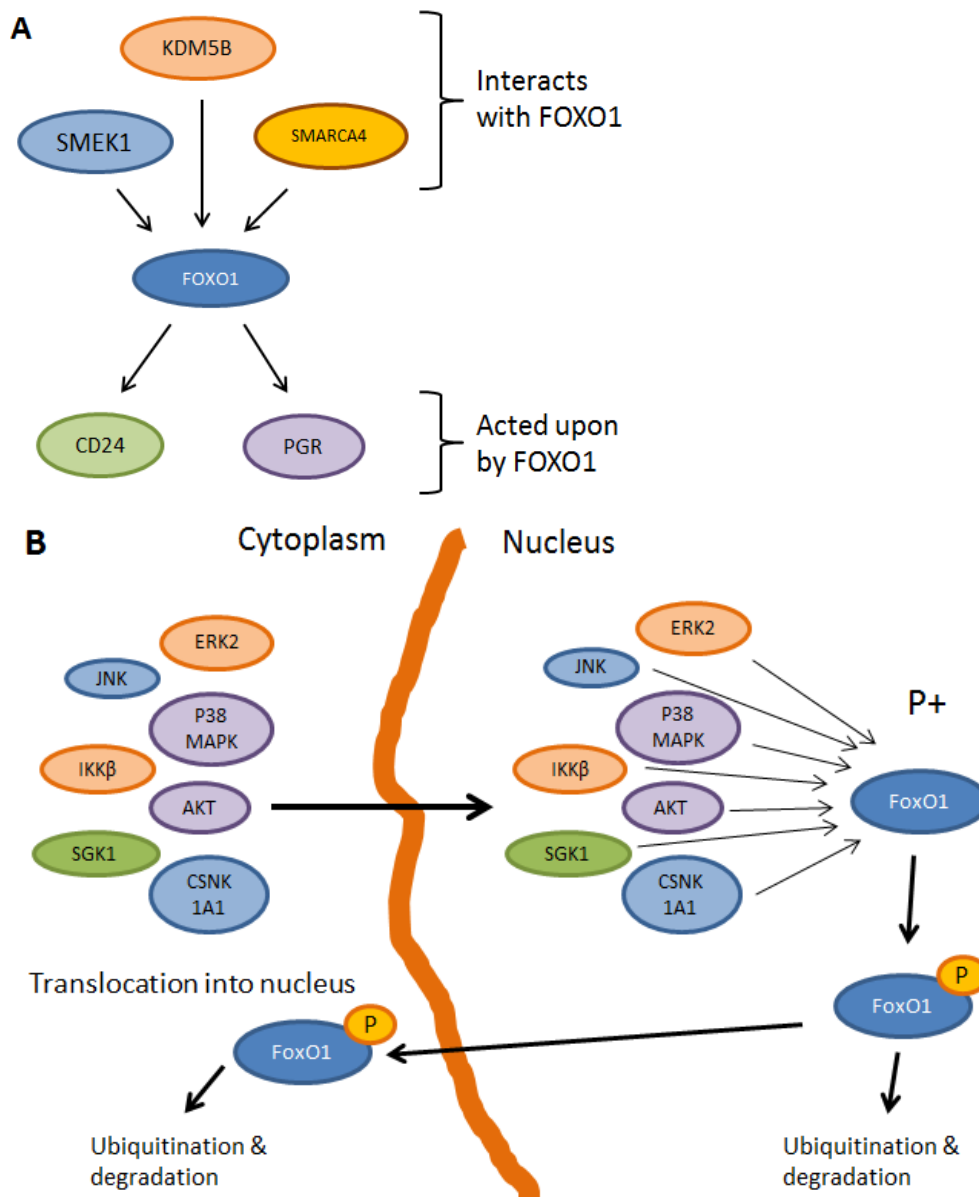 A
KDM5B
SMEK1
SMARCA4
Interacts
with FOXO1
FOXO1
CD24
PGR
Acted upon
by FOXO1
B
Cytoplasm
Nucleus
ERK2
JNK
P38
MAPK
IKKβ
AKT
SGK1
CSNK
1A1
ERK2
JNK
P38
MAPK
IKKβ
AKT
SGK1
CSNK
1A1
P+
FoxO1
Translocation into nucleus
P
FoxO1
P
FoxO1
Ubiquitination &
degradation
Ubiquitination &
degradation